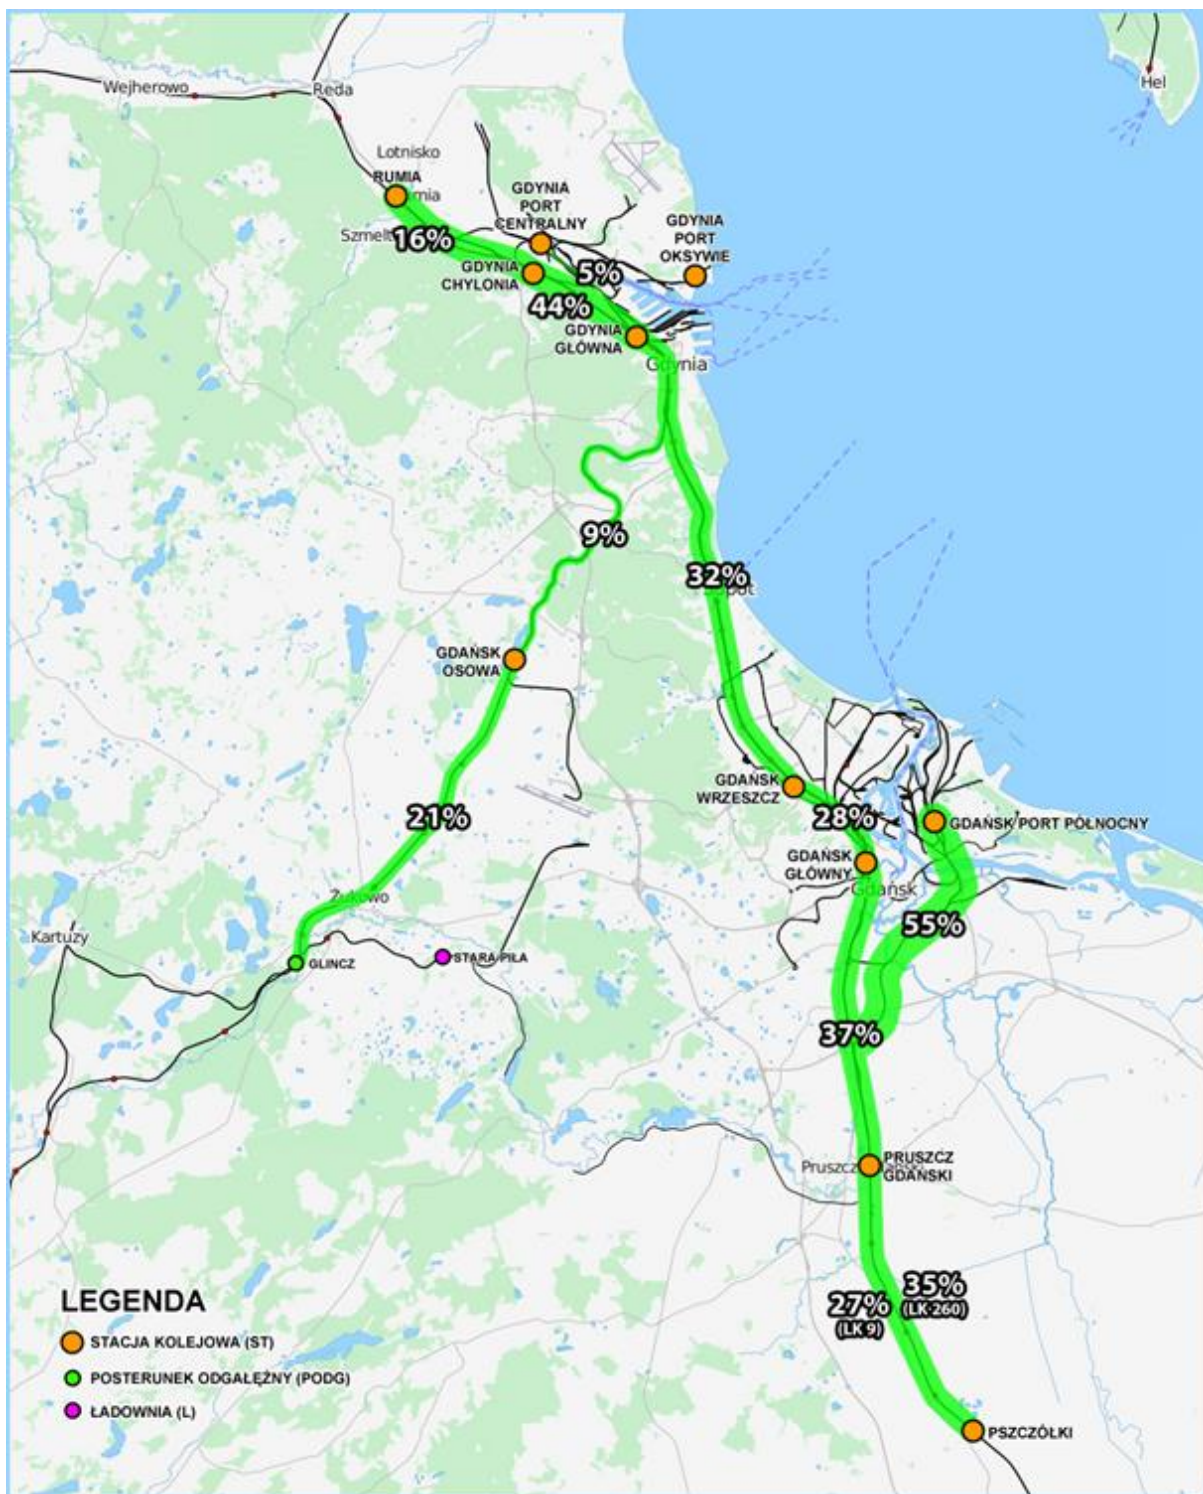 Hel
Wejherowo
Reda
Lotnisko
RUMIA
GDYNIA
PORT
CENTRALNY
GDYNIA
PORT
OKSYWIE
16%
GDYNIA
CHYLONIA
5%
44%
GDYNIA
GŁÓWNA
Gdynia
9%
32%
GDAŃSK
OSOWA
GDAŃSK
WRZESZCZ
21%
28%
GDAŃSK PORT PÓŁNOCNY
GDAŃSK
GŁÓWNY
Gdańsk
Żukowo
55%
Kartuzy
GLINCZ
STARA PIŁA
37%
PRUSZCZ
GDAŃSKI
Pruszcz
27%
(LK 9)
35%
(LK 260)
LEGENDA
STACJA KOLEJOWA (ST)
POSTERUNEK ODGAŁĘŹNY (PODG)
ŁADOWNIA (L)
PSZCZÓŁKI